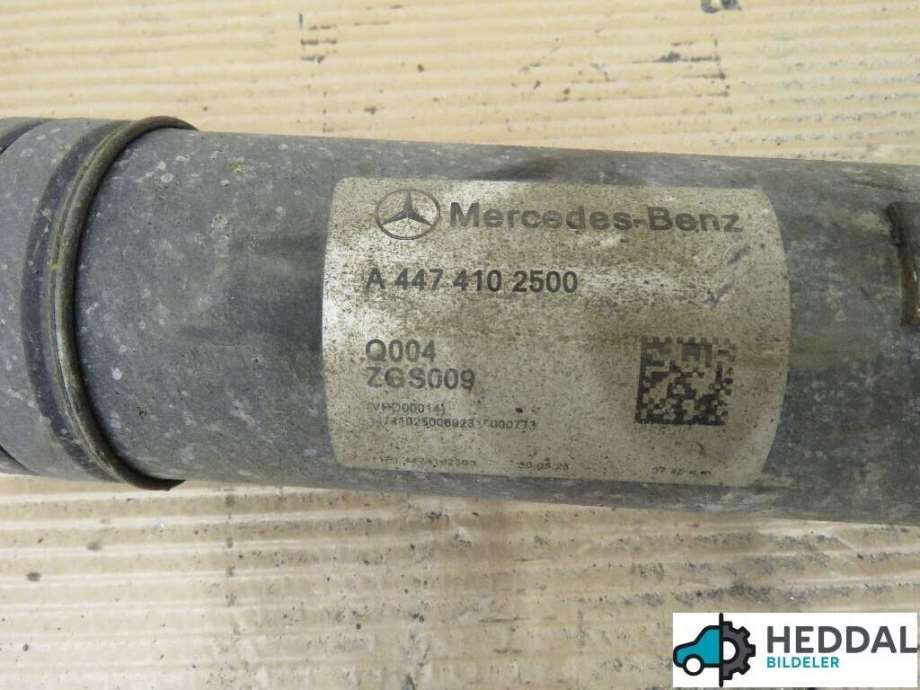 Mercedes-Benz
A 447 410 2500
Q004
ZGS009
HEDDAL
BILDELER